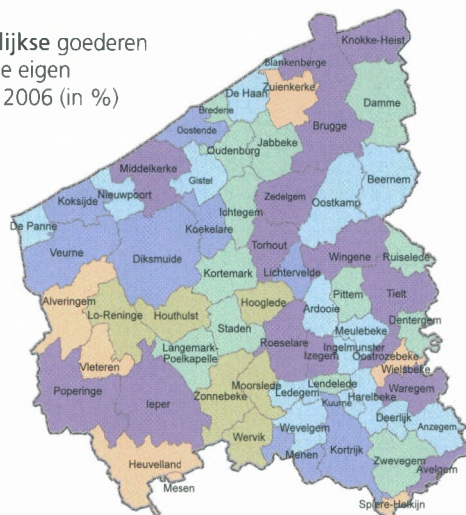 lijkse goederen
e eigen
2006 (in %)
Knokke-Heist
Blankenberge
Zuienkerke
De Haan
Damme
Bredene
Brugge
Oostende
Oudenburg
Jabbeke
Middelkerke
Gistel
Beernem
Nieuwpoort
Zedelgem
Oostkamp
Koksijde
Ichtegem
De Panne
Koekelare
Torhout
Veurne
Diksmuide
Wingene
Ruiselede
Kortemark
Lichtervelde
Alveringem
Lo-Reninge
Houthulst
Hooglede
Ardooie
Pittem
Tielt
Staden
Dentergem
Langemark-
Poelkapelle
Roeselare
Meulebeke
Ingelmunster
Izegem
Oostrozebeke
Wielsbeke
Vleteren
Moorslede
Lendelede
Zonnebeke
Ledegem
Waregem
Poperinge
Ieper
Kuurne
Harelbeke
Wevelgem
Deerlijk
Wervik
Anzegem
Menen
Kortrijk
Heuvelland
Zwevegem
Avelgem
Mesen
Spiere-Helkijn